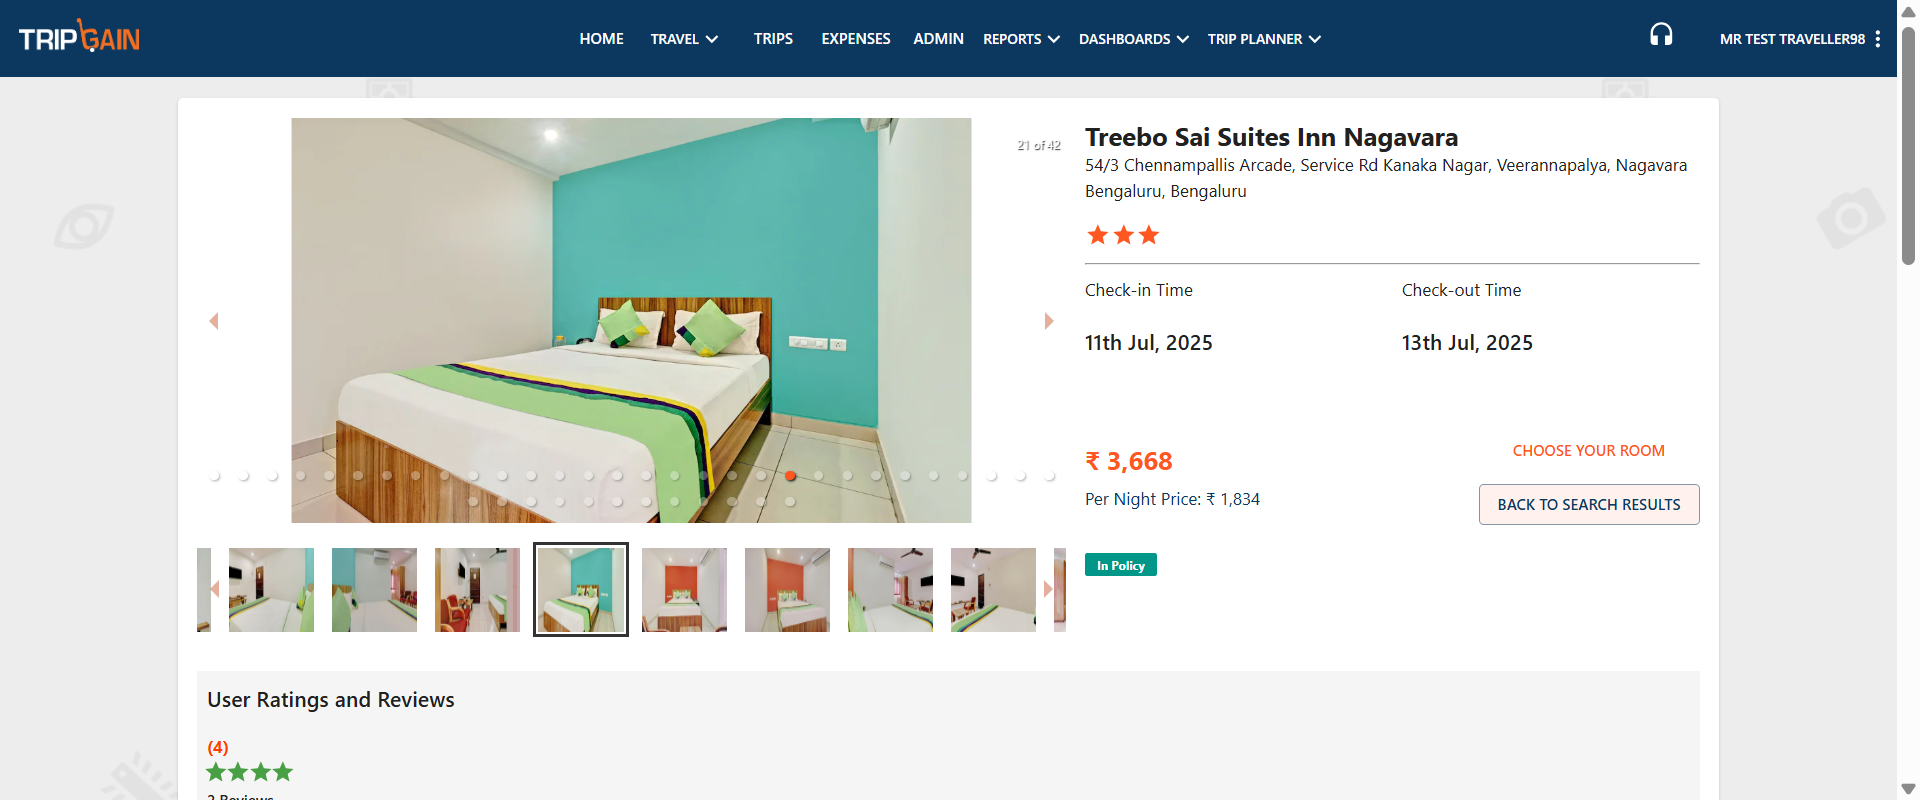 TRIPGAIN
HOME
TRAVEL
TRIPS
EXPENSES
ADMIN
REPORTS
DASHBOARDS
TRIP PLANNER
MR TEST TRAVELLER98
21 of 42
Treebo Sai Suites Inn Nagavara
54/3 Chennampallis Arcade, Service Rd Kanaka Nagar, Veerannapalya, Nagavara
Bengaluru, Bengaluru
Check-in Time
Check-out Time
11th Jul, 2025
13th Jul, 2025
₹ 3,668
CHOOSE YOUR ROOM
Per Night Price: ₹ 1,834
BACK TO SEARCH RESULTS
In Policy
User Ratings and Reviews
(4)
2 Reviews